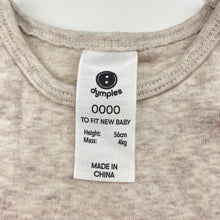 dymples
0000
TO FIT NEW BABY
Height: 56cm
Mass: 4kg
MADE IN
CHINA